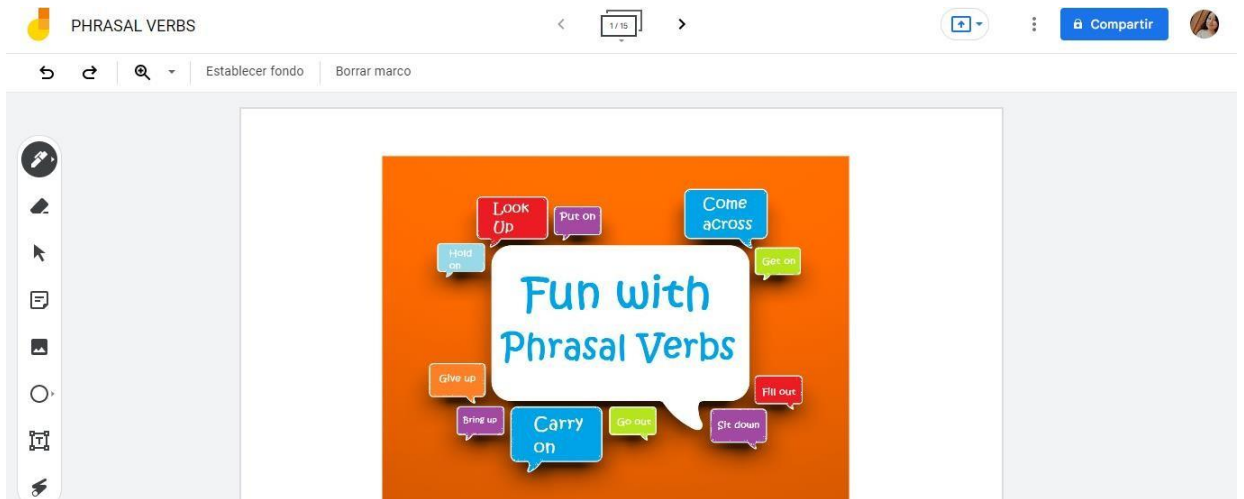 PHRASAL VERBS
1 / 15
Compartir
Establecer fondo
Borrar marco
Look
Up
Put on
Come
across
Hold
on
Get on
Fun with
Phrasal Verbs
Give up
Fill out
Bring up
Carry
on
Go out
Sit down